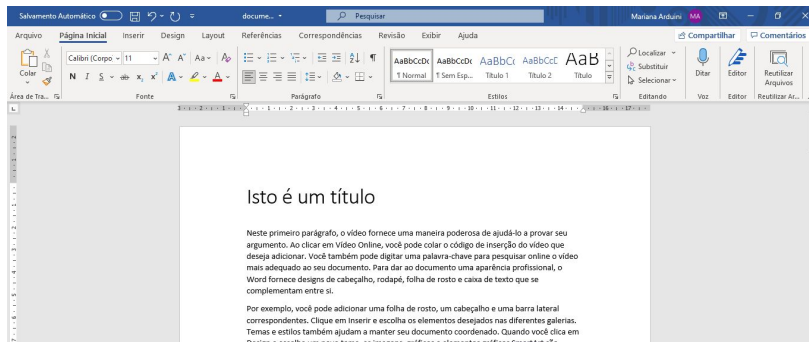 Salvamento Automático
docume...
Pesquisar
Mariana Arduini
MA
Arquivo Página Inicial Inserir Design Layout Referências Correspondências Revisão Exibir Ajuda
Compartilhar Comentários
Colar
Calibri (Corpo) 11
N I S ab x₂ x² A A
AaBbCcDc AaBbCcDc AaBbCc AaBbCcC AaB
¶ Normal ¶ Sem Esp... Título 1 Título 2 Título
Localizar
Substituir
Selecionar
Ditar Editor Reutilizar
Arquivos
Área de Tra... Fonte Parágrafo Estilos Editando Voz Editor Reutilizar Ar...
Isto é um título
Neste primeiro parágrafo, o vídeo fornece uma maneira poderosa de ajudá-lo a provar seu
argumento. Ao clicar em Vídeo Online, você pode colar o código de inserção do vídeo que
deseja adicionar. Você também pode digitar uma palavra-chave para pesquisar online o vídeo
mais adequado ao seu documento. Para dar ao documento uma aparência profissional, o
Word fornece designs de cabeçalho, rodapé, folha de rosto e caixa de texto que se
complementam entre si.
Por exemplo, você pode adicionar uma folha de rosto, um cabeçalho e uma barra lateral
correspondentes. Clique em Inserir e escolha os elementos desejados nas diferentes galerias.
Temas e estilos também ajudam a manter seu documento coordenado. Quando você clica em